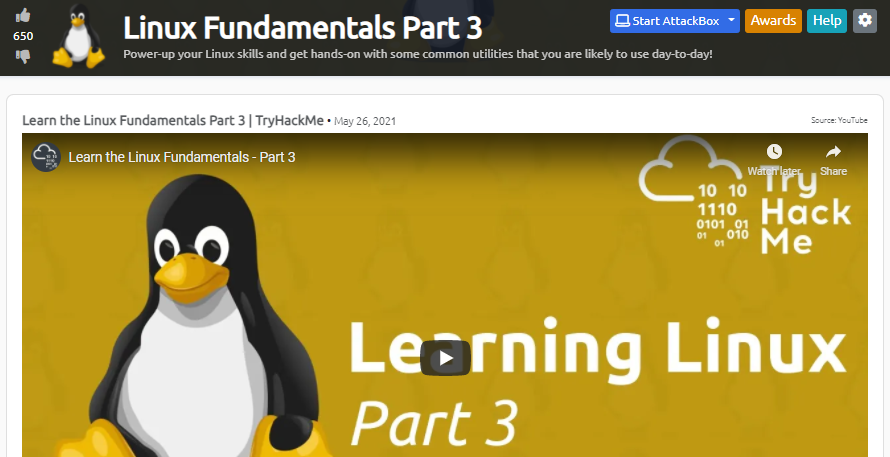 650
Linux Fundamentals Part 3
Power-up your Linux skills and get hands-on with some common utilities that you are likely to use day-to-day!
Start AttackBox
Awards
Help
Learn the Linux Fundamentals Part 3 | TryHackMe • May 26, 2021
Source: YouTube
Learn the Linux Fundamentals - Part 3
Watch later
Share
10 10
1110
0101 01
01 010
01
Try
Hack
Me
Learning Linux
Part 3